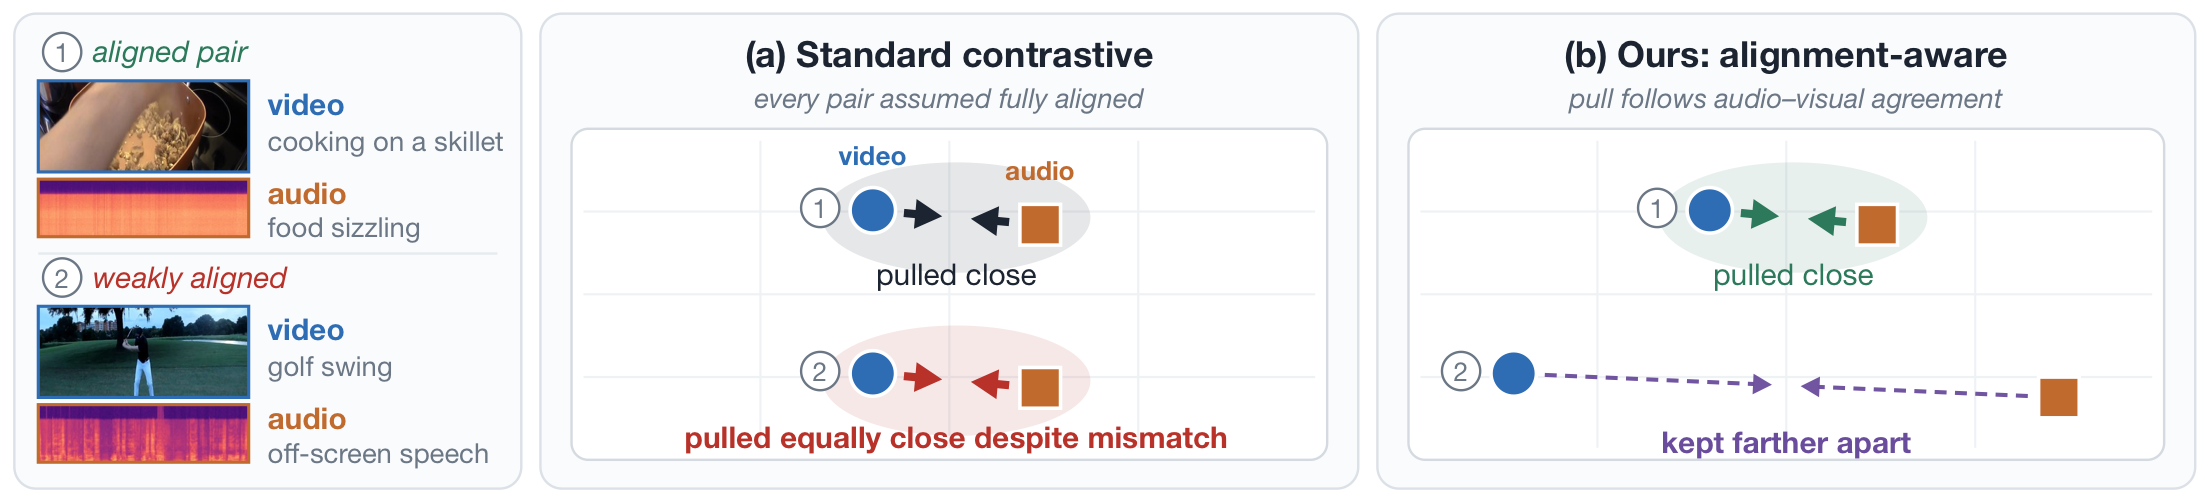 1 aligned pair
video
cooking on a skillet
audio
food sizzling
2 weakly aligned
video
golf swing
audio
off-screen speech
(a) Standard contrastive
every pair assumed fully aligned
video
audio
1
pulled close
2
pulled equally close despite mismatch
(b) Ours: alignment-aware
pull follows audio–visual agreement
1
pulled close
2
kept farther apart